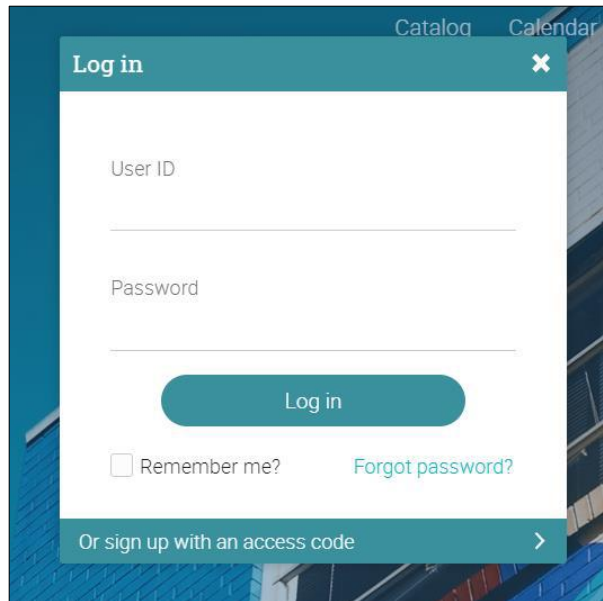 Catalog Calendar
Log in
User ID
Password
Log in
Remember me? Forgot password?
Or sign up with an access code